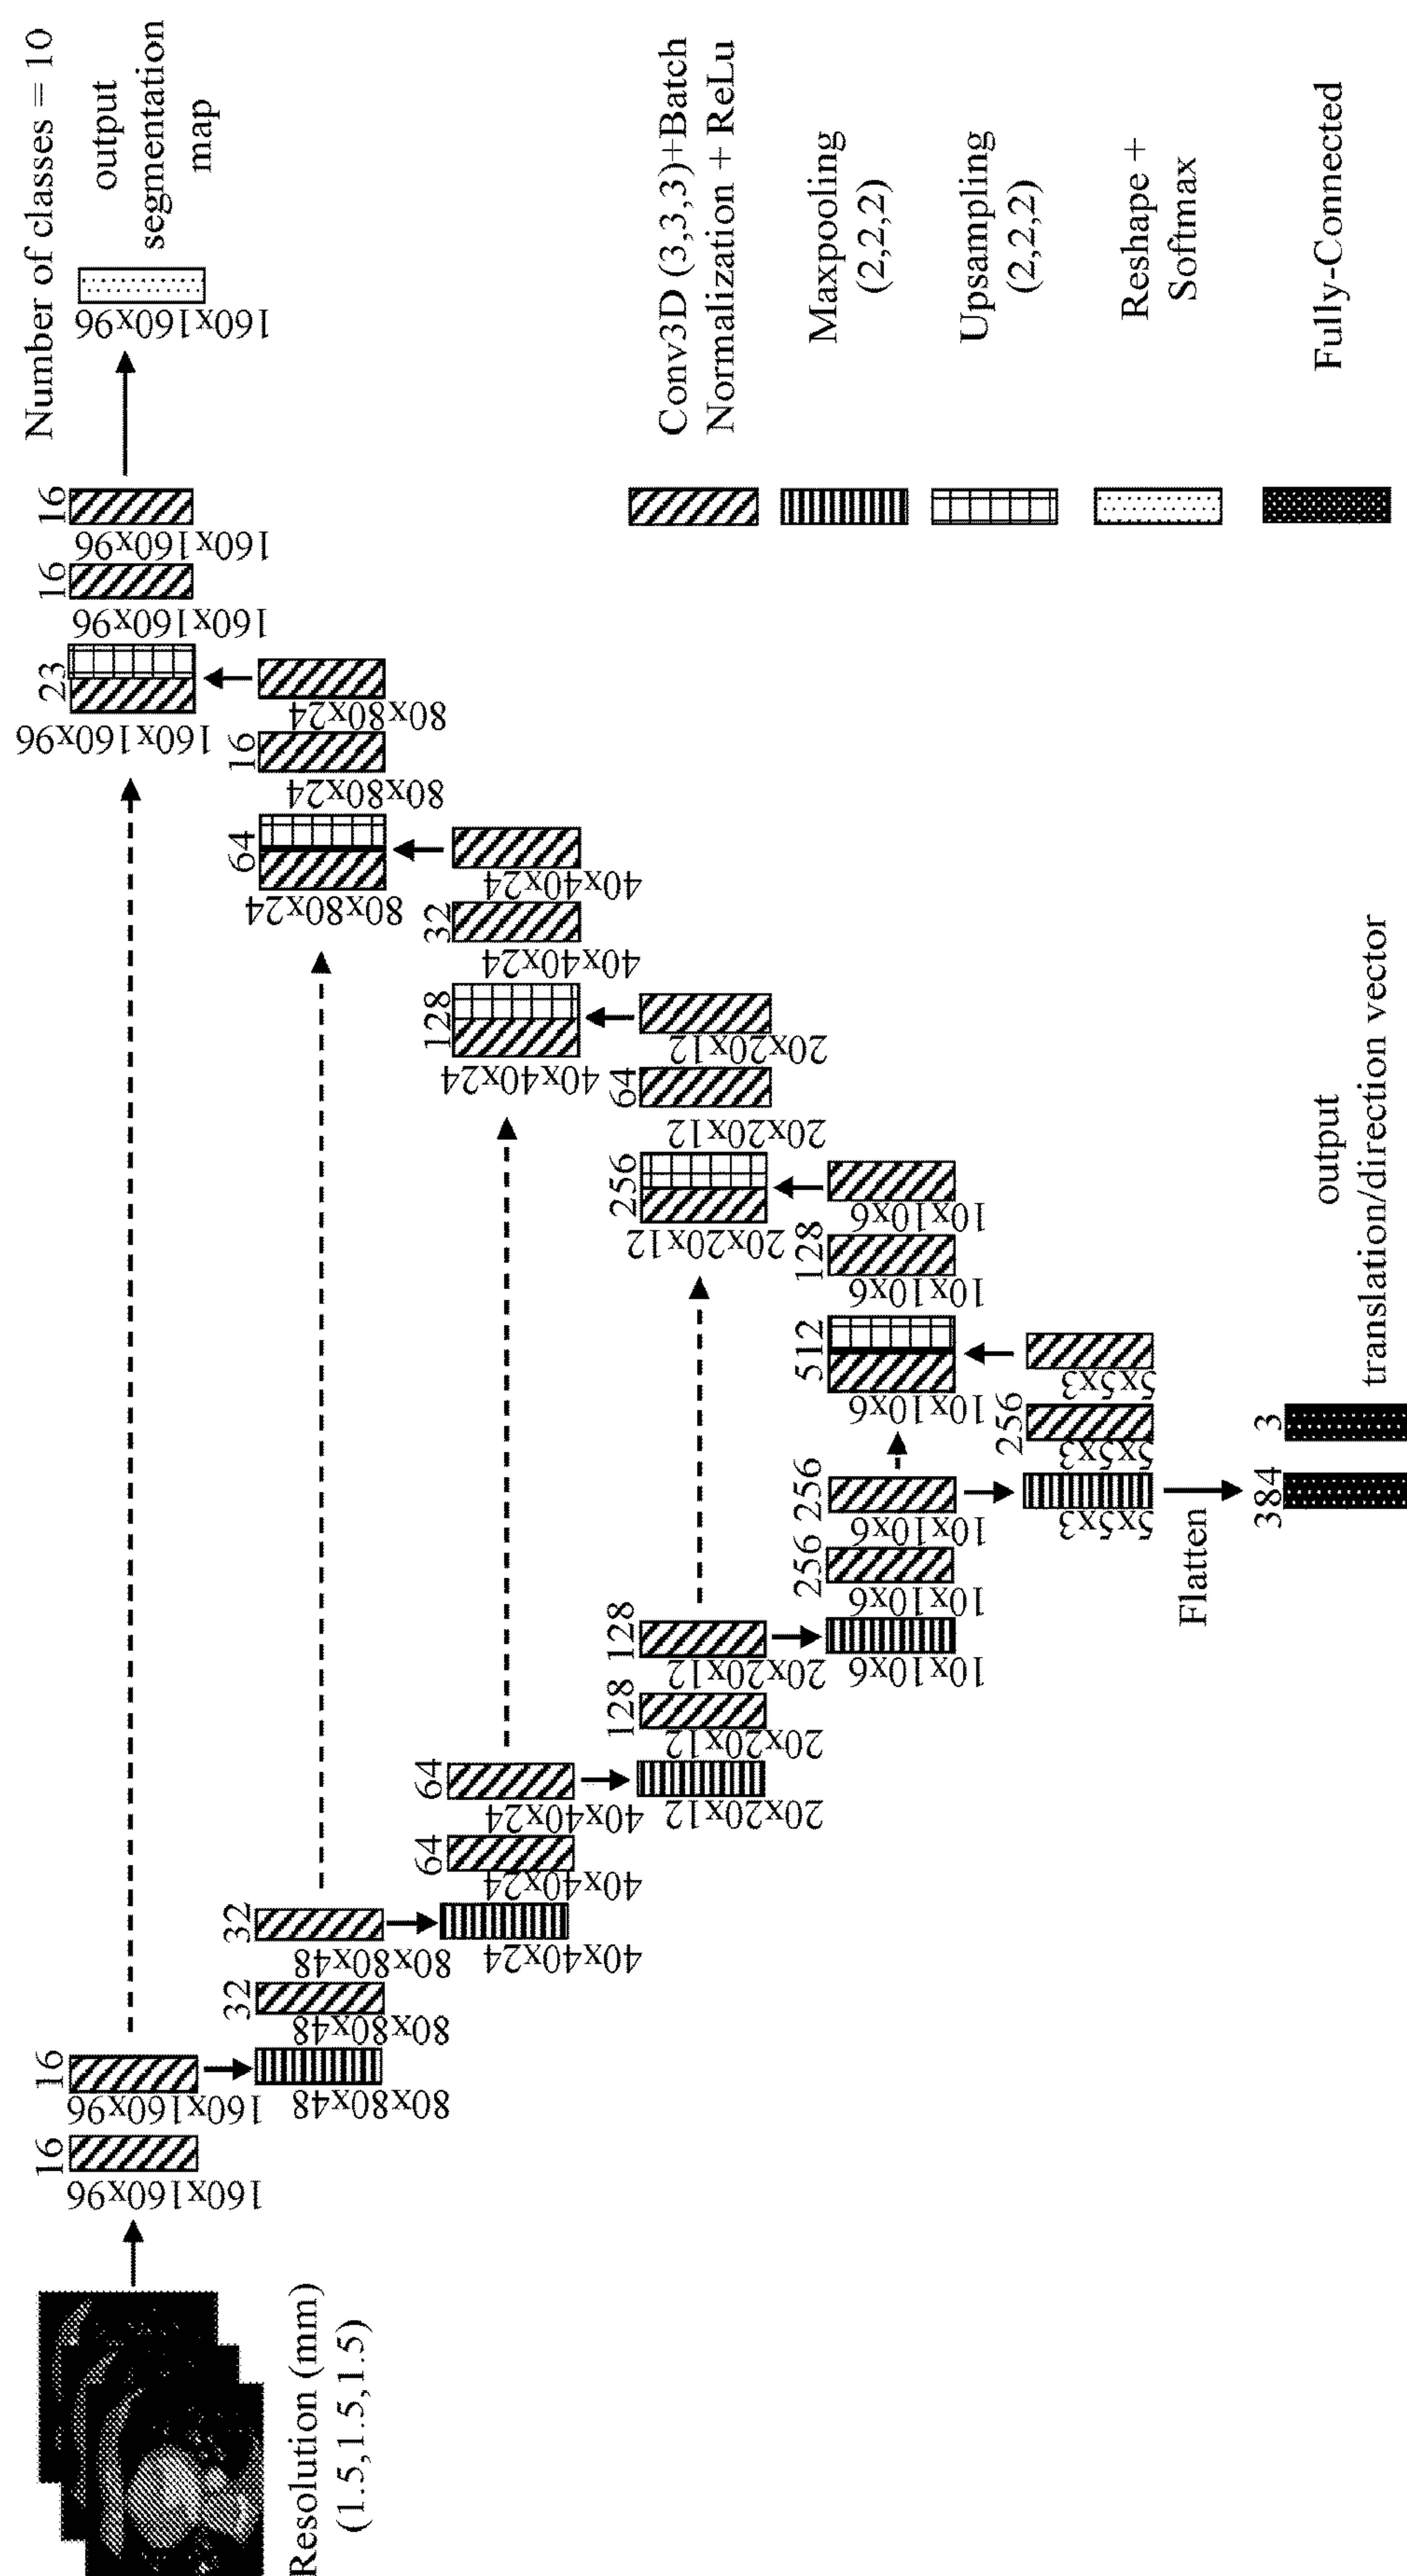 Number of classes = 10
output
segmentation
map
16
160x160x96
16
160x160x96
23
160x160x96
16
160x160x96
16
160x160x96
160x160x96
80x80x48
32
80x80x48
32
80x80x48
64
80x80x24
16
80x80x24
80x80x24
40x40x24
64
40x40x24
64
40x40x24
128
40x40x24
32
40x40x24
40x40x24
20x20x12
128
20x20x12
128
20x20x12
256
20x20x12
64
20x20x12
20x20x12
10x10x6
256
10x10x6
256
10x10x6
512
10x10x6
128
10x10x6
10x10x6
5x5x3
256
5x5x3
5x5x3
Flatten
384
3
output
translation/direction vector
Resolution (mm)
(1.5,1.5,1.5)
Conv3D (3,3,3)+Batch
Normalization + ReLu
Maxpooling
(2,2,2)
Upsampling
(2,2,2)
Reshape +
Softmax
Fully-Connected